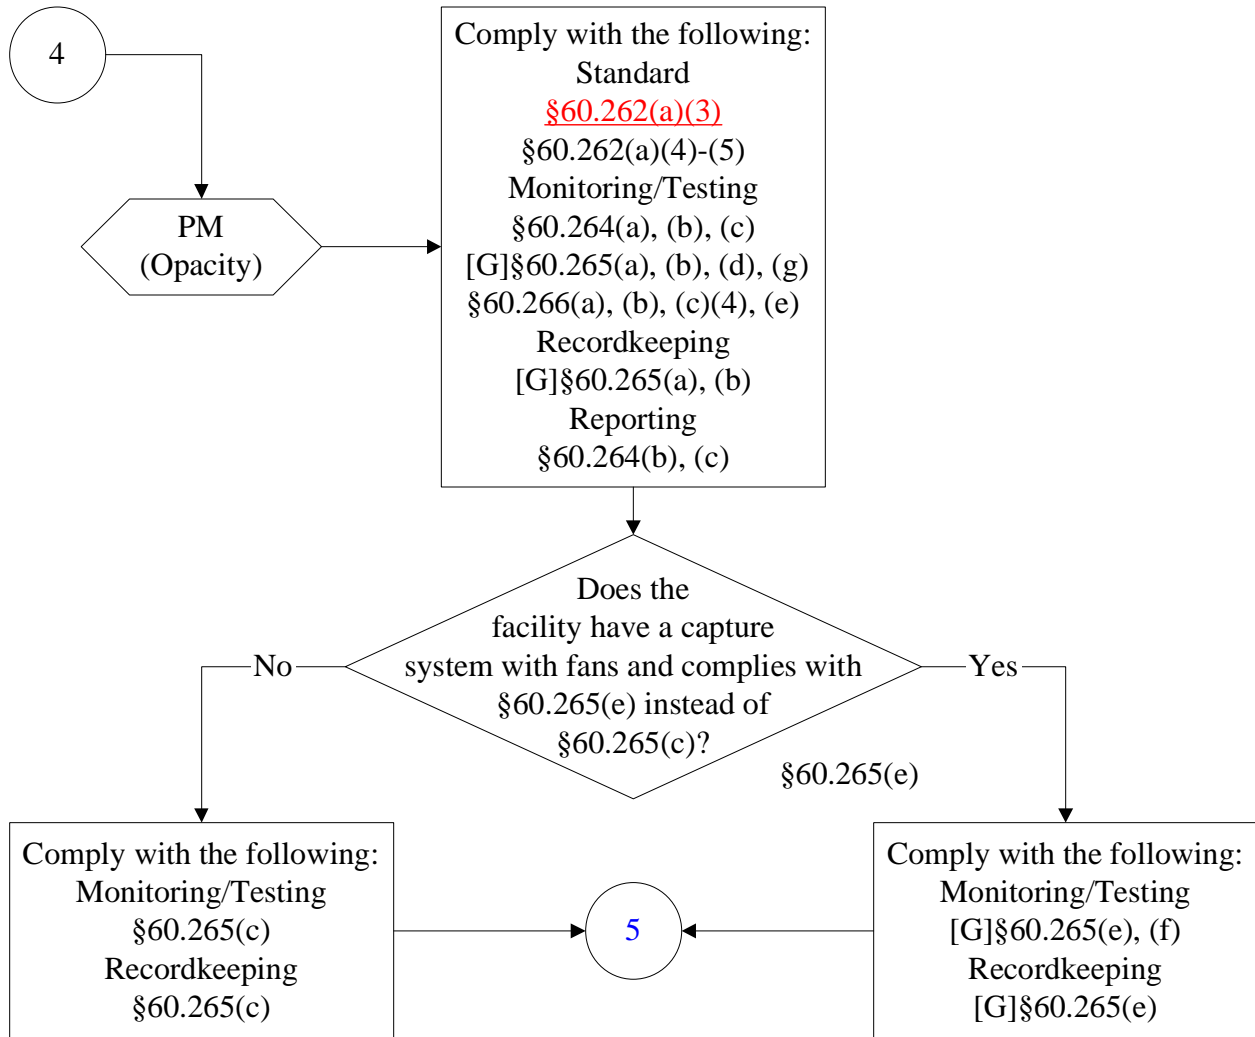 4
Comply with the following:
Standard
§60.262(a)(3)
§60.262(a)(4)-(5)
Monitoring/Testing
§60.264(a), (b), (c)
[G]§60.265(a), (b), (d), (g)
§60.266(a), (b), (c)(4), (e)
Recordkeeping
[G]§60.265(a), (b)
Reporting
§60.264(b), (c)
PM
(Opacity)
Does the
facility have a capture
system with fans and complies with
§60.265(e) instead of
§60.265(c)?
No
Yes
§60.265(e)
Comply with the following:
Monitoring/Testing
§60.265(c)
Recordkeeping
§60.265(c)
5
Comply with the following:
Monitoring/Testing
[G]§60.265(e), (f)
Recordkeeping
[G]§60.265(e)